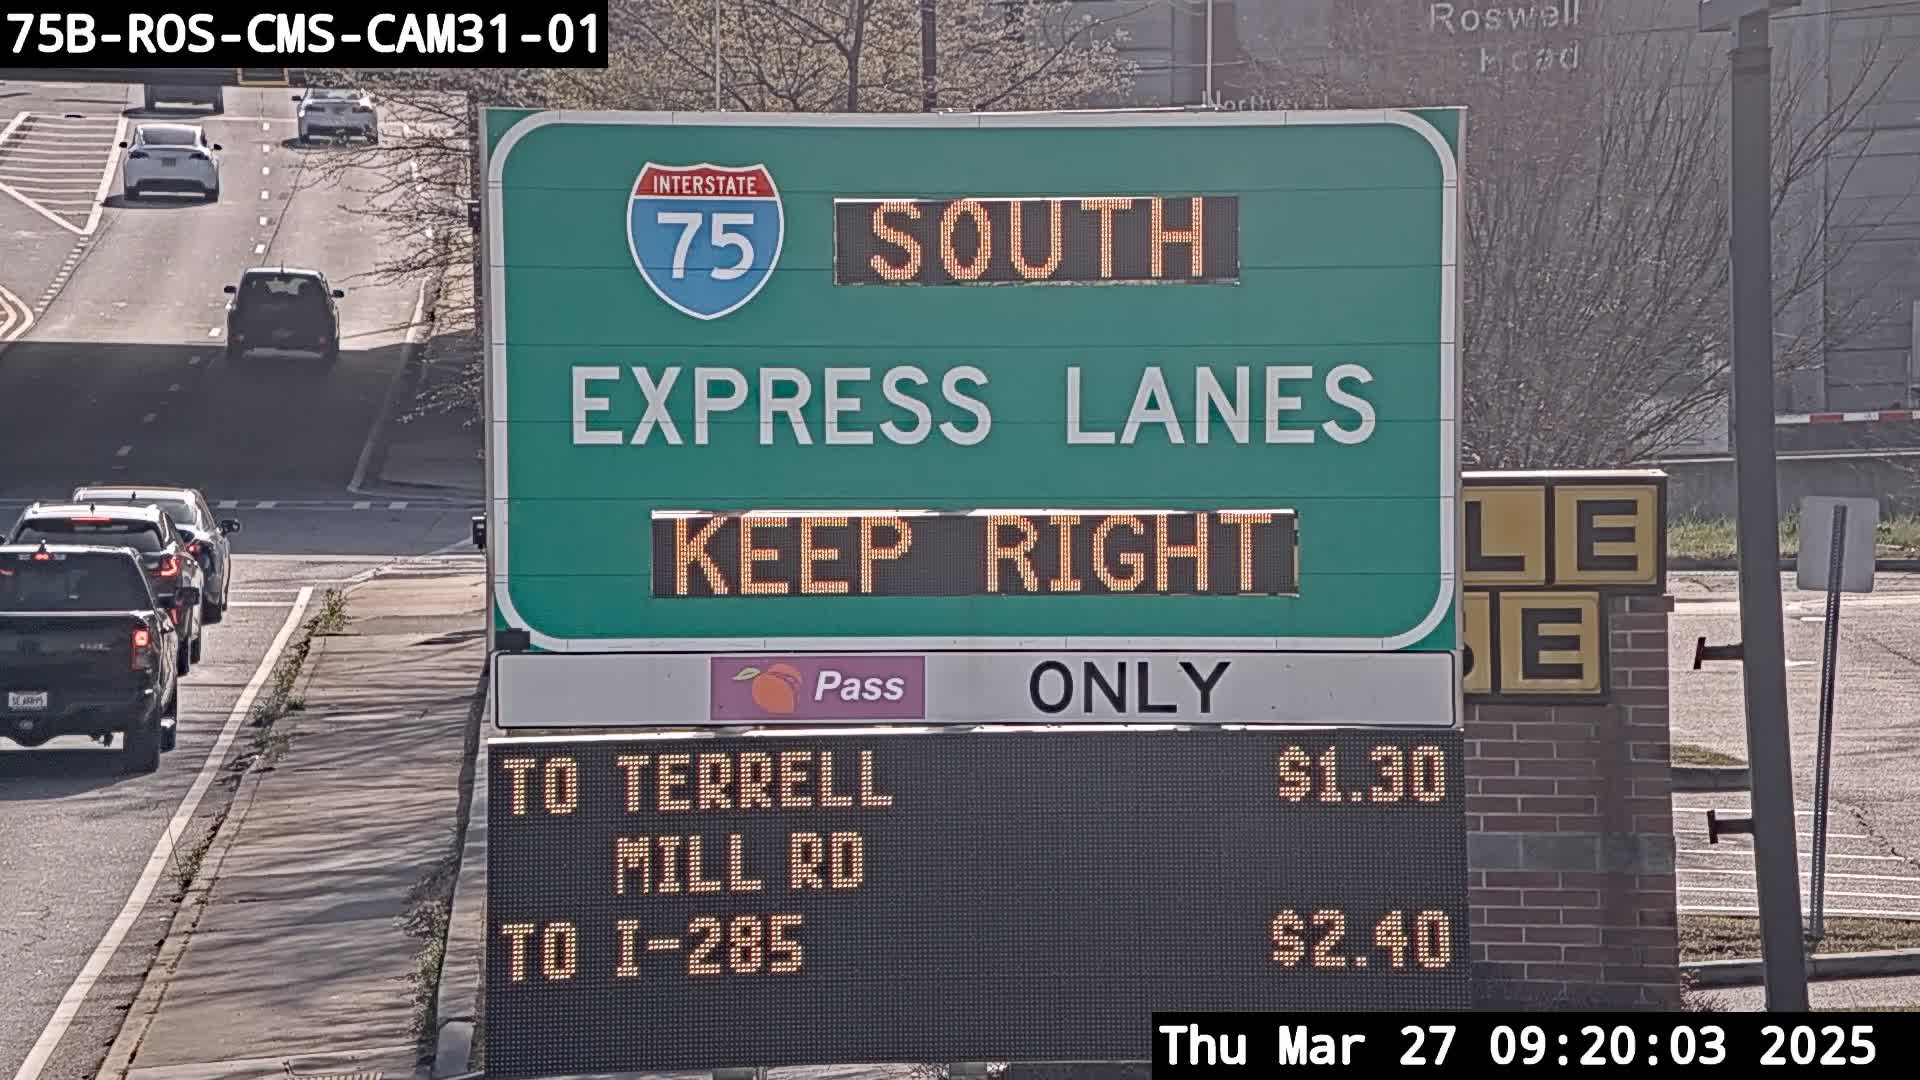 75B-ROS-CMS-CAM31-01
Roswell
Road
INTERSTATE
75
SOUTH
EXPRESS LANES
KEEP RIGHT
LE
E
Pass ONLY
TO TERRELL $1.30
MILL RD
TO I-285 $2.40
Thu Mar 27 09:20:03 2025